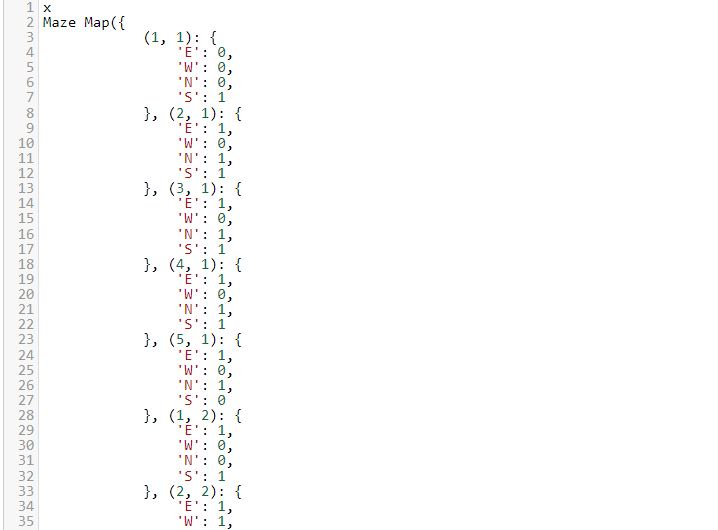 1 x
2 Maze Map({
3 (1, 1): {
4 'E': 0,
5 'W': 0,
6 'N': 0,
7 'S': 1
8 }, (2, 1): {
9 'E': 1,
10 'W': 0,
11 'N': 1,
12 'S': 1
13 }, (3, 1): {
14 'E': 1,
15 'W': 0,
16 'N': 1,
17 'S': 1
18 }, (4, 1): {
19 'E': 1,
20 'W': 0,
21 'N': 1,
22 'S': 1
23 }, (5, 1): {
24 'E': 1,
25 'W': 0,
26 'N': 1,
27 'S': 0
28 }, (1, 2): {
29 'E': 1,
30 'W': 0,
31 'N': 0,
32 'S': 1
33 }, (2, 2): {
34 'E': 1,
35 'W': 1,